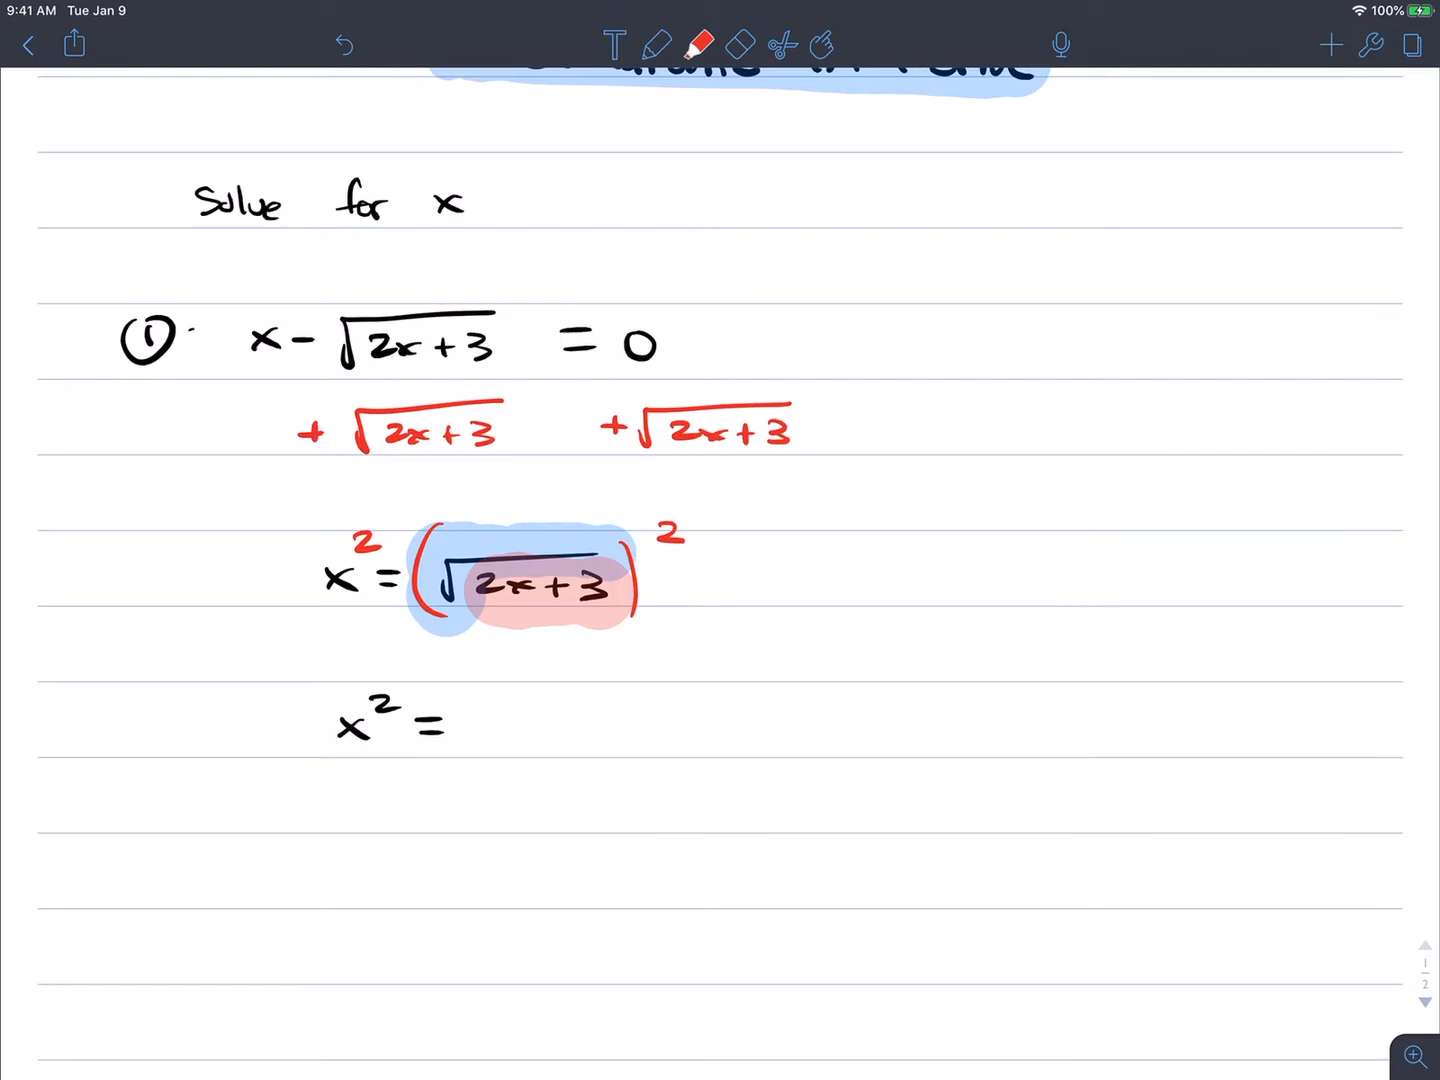 9:41 AM Tue Jan 9
100%
T
Solve for x
① x - √(2x+3) = 0
+ √(2x+3) + √(2x+3)
x² = (√(2x+3))²
x² =
1
2